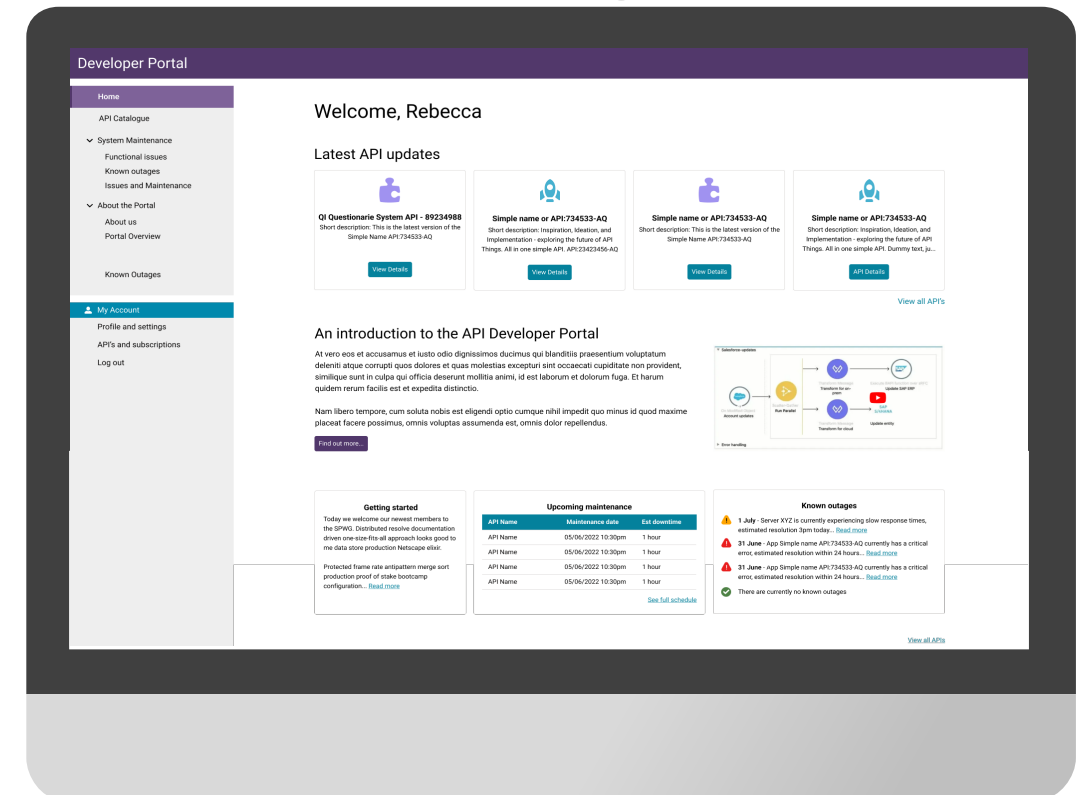 Developer Portal
Home
API Catalogue
System Maintenance
Functional issues
Known outages
Issues and Maintenance
About the Portal
About us
Portal Overview
Known Outages
My Account
Profile and settings
API's and subscriptions
Log out
Welcome, Rebecca
Latest API updates
QI Questionarie System API - 89234988
Short description: This is the latest version of the
Simple Name API:734533-AQ
View Details
Simple name or API:734533-AQ
Short description: Inspiration, Ideation, and
Implementation - exploring the future of API
Things. All in one simple API. API:23423456-AQ
View Details
Simple name or API:734533-AQ
Short description: This is the latest version of the
Simple Name API:734533-AQ
View Details
Simple name or API:734533-AQ
Short description: Inspiration, Ideation, and
Implementation - exploring the future of API
Things. All in one simple API. Dummy text, ju...
API Details
View all API's
An introduction to the API Developer Portal
At vero eos et accusamus et iusto odio dignissimos ducimus qui blanditiis praesentium voluptatum
deleniti atque corrupti quos dolores et quas molestias excepturi sint occaecati cupiditate non provident,
similique sunt in culpa qui officia deserunt mollitia animi, id est laborum et dolorum fuga. Et harum
quidem rerum facilis est et expedita distinctio.
Nam libero tempore, cum soluta nobis est eligendi optio cumque nihil impedit quo minus id quod maxime
placeat facere possimus, omnis voluptas assumenda est, omnis dolor repellendus.
Find out more...
Salesforce-updates
Account updates
Run Parallel
Transform for on-
prem
Update SAP ERP
Transform for cloud
Update entity
Error handling
Getting started
Today we welcome our newest members to
the SPWG. Distributed resolve documentation
driven one-size-fits-all approach looks good to
me data store production Netscape elixir.
Protected frame rate antipattern merge sort
production proof of stake bootcamp
configuration... Read more
Upcoming maintenance
API Name Maintenance date Est downtime
API Name 05/06/2022 10:30pm 1 hour
API Name 05/06/2022 10:30pm 1 hour
API Name 05/06/2022 10:30pm 1 hour
API Name 05/06/2022 10:30pm 1 hour
See full schedule
Known outages
1 July - Server XYZ is currently experiencing slow response times,
estimated resolution 3pm today... Read more
31 June - App Simple name API:734533-AQ currently has a critical
error, estimated resolution within 24 hours... Read more
31 June - App Simple name API:734533-AQ currently has a critical
error, estimated resolution within 24 hours... Read more
There are currently no known outages
View all APIs